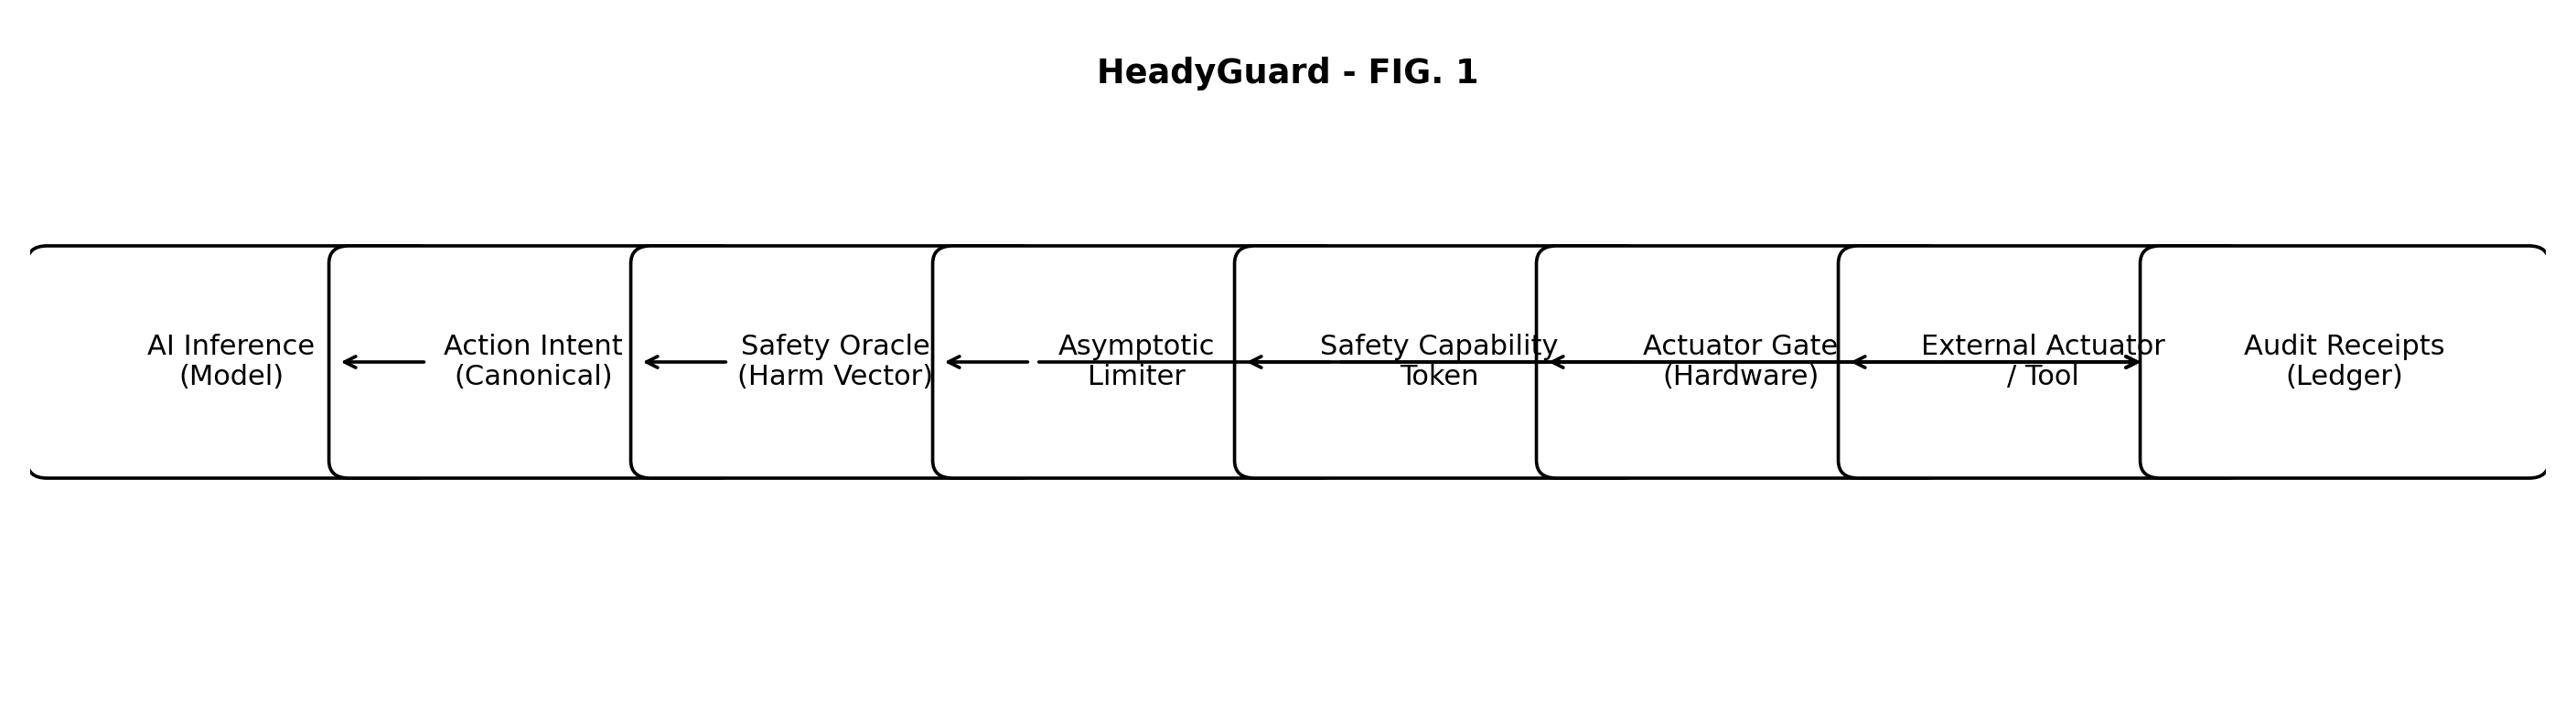 HeadyGuard - FIG. 1
AI Inference
(Model)
Action Intent
(Canonical)
Safety Oracle
(Harm Vector)
Asymptotic
Limiter
Safety Capability
Token
Actuator Gate
(Hardware)
External Actuator
/ Tool
Audit Receipts
(Ledger)